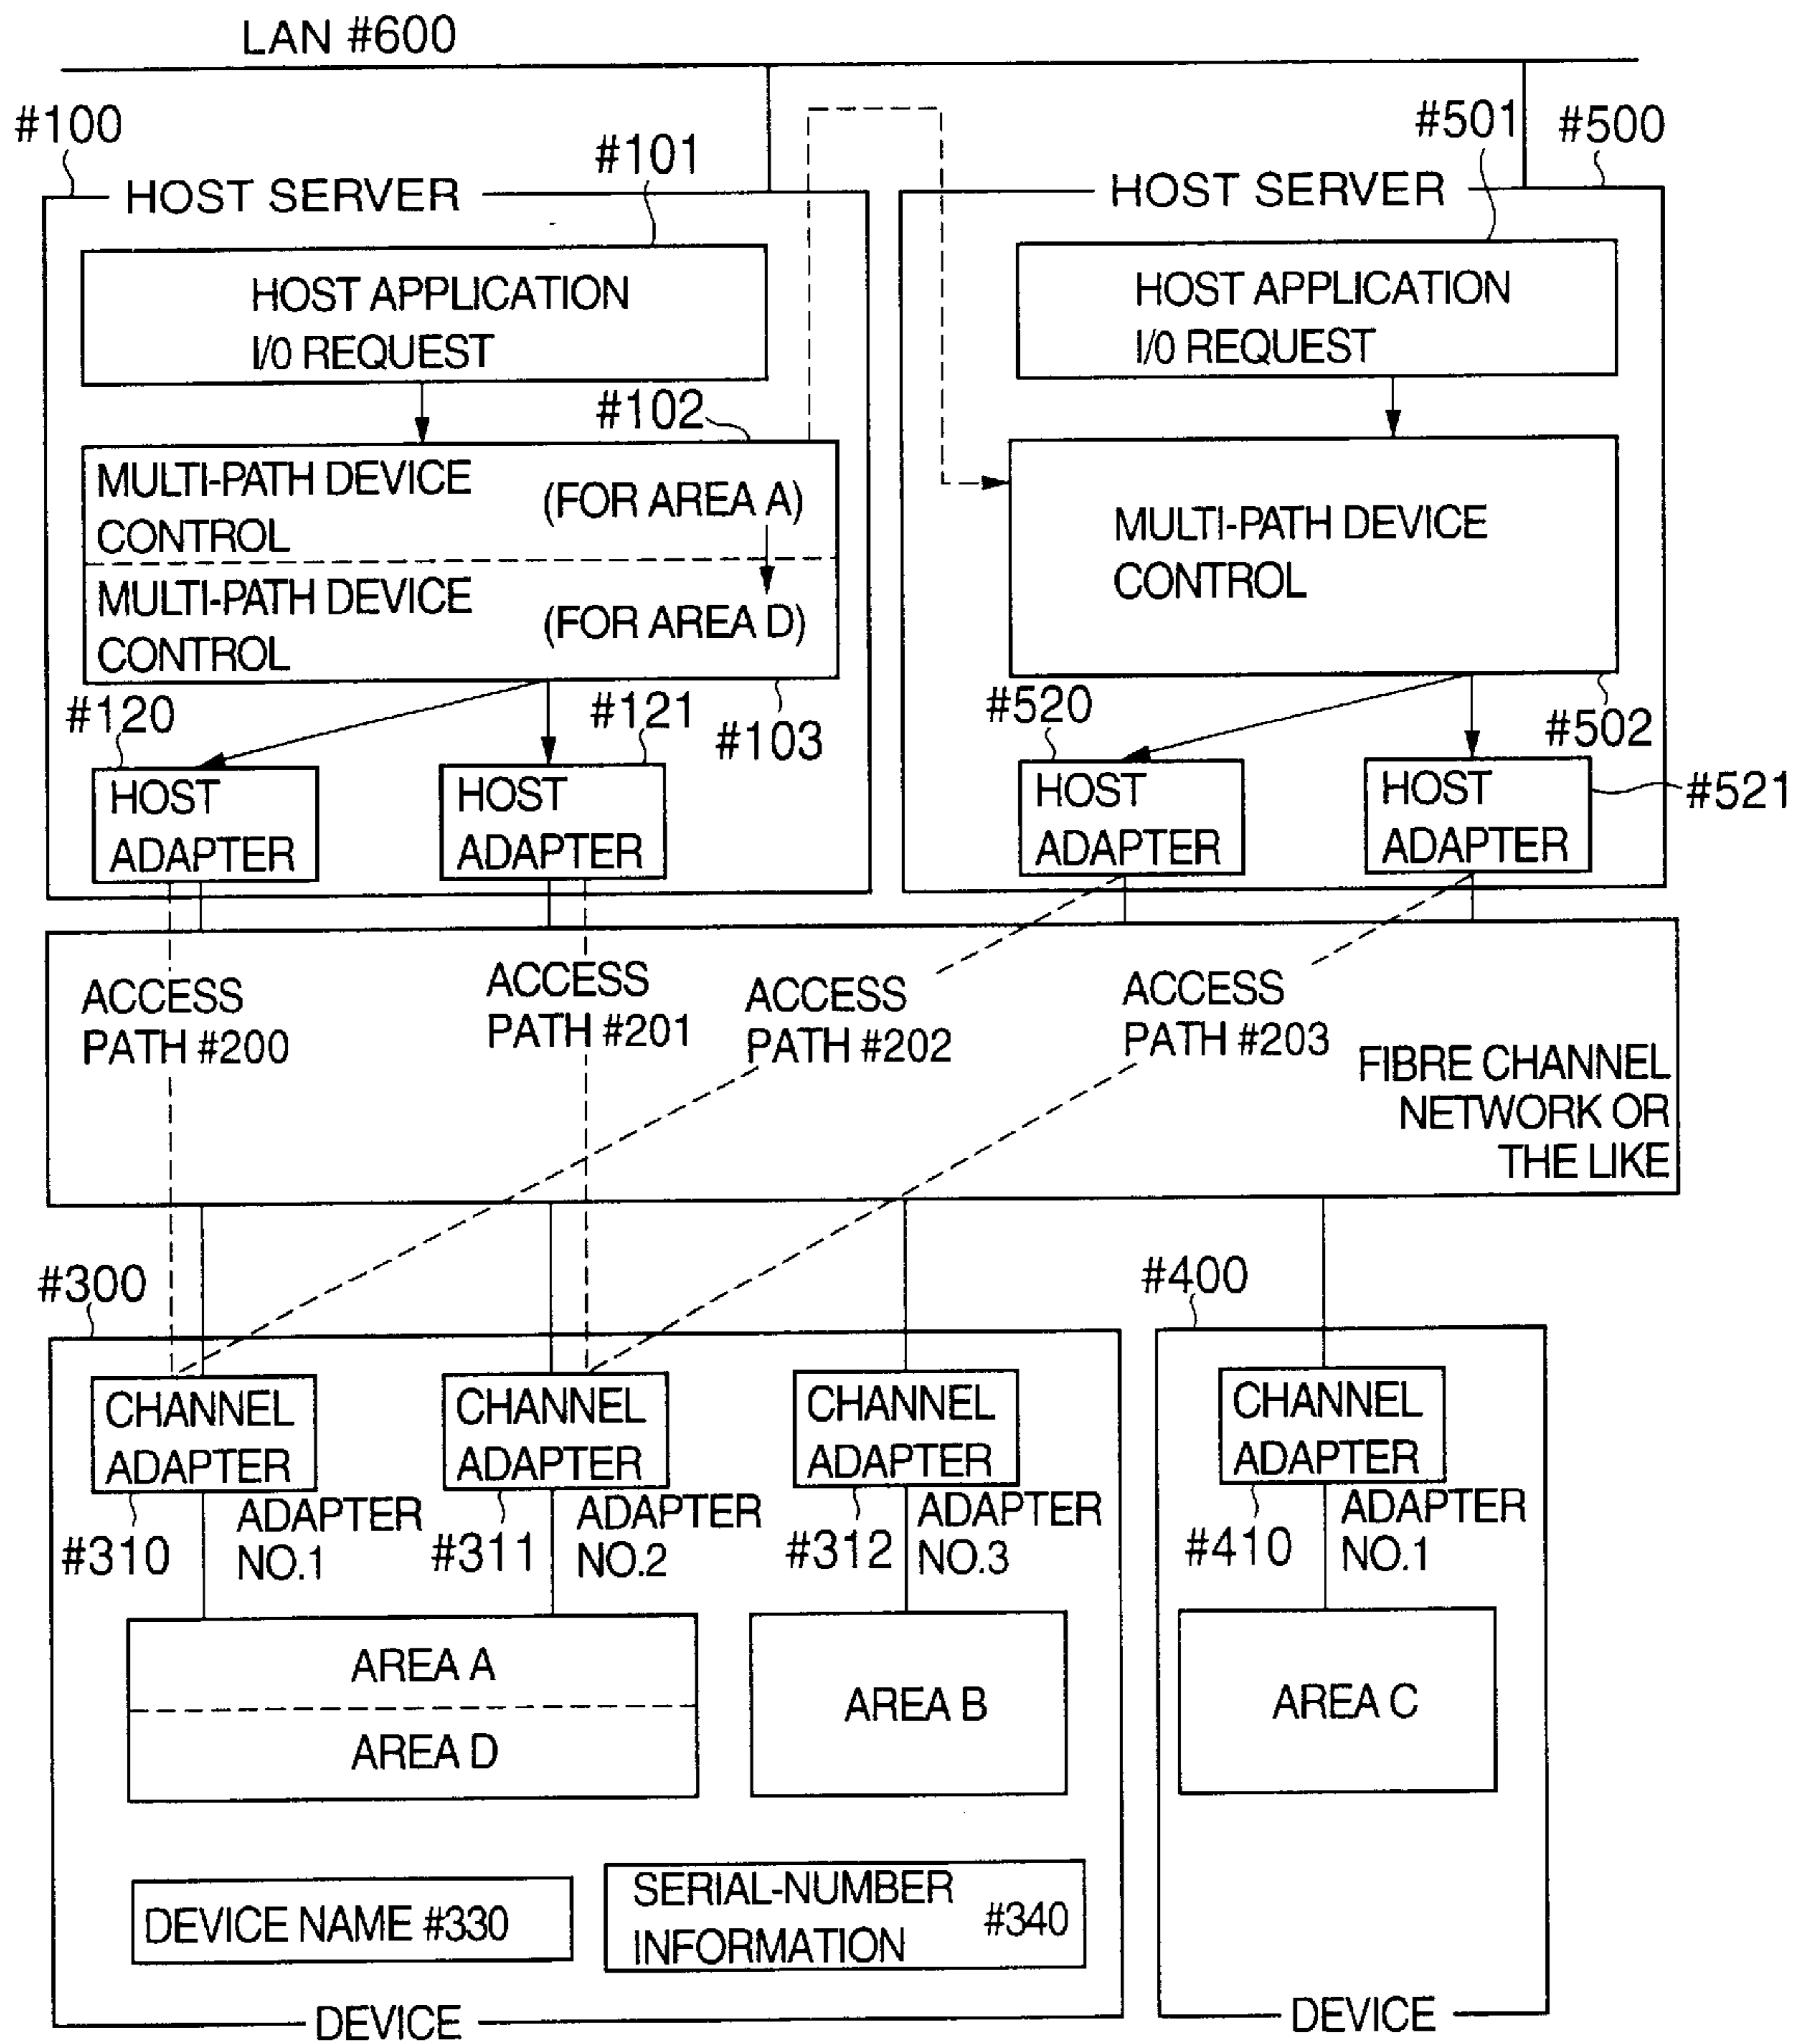 LAN #600
#100
#101
#501
#500
HOST SERVER
HOST SERVER
HOST APPLICATION
I/O REQUEST
HOST APPLICATION
I/O REQUEST
#102
MULTI-PATH DEVICE
CONTROL
(FOR AREA A)
MULTI-PATH DEVICE
CONTROL
(FOR AREA D)
MULTI-PATH DEVICE
CONTROL
#120
#121
#103
#520
#502
HOST
ADAPTER
HOST
ADAPTER
HOST
ADAPTER
HOST
ADAPTER
#521
ACCESS
PATH #200
ACCESS
PATH #201
ACCESS
PATH #202
ACCESS
PATH #203
FIBRE CHANNEL
NETWORK OR
THE LIKE
#300
#400
CHANNEL
ADAPTER
CHANNEL
ADAPTER
CHANNEL
ADAPTER
CHANNEL
ADAPTER
#310
ADAPTER
NO.1
#311
ADAPTER
NO.2
#312
ADAPTER
NO.3
#410
ADAPTER
NO.1
AREA A
AREA D
AREA B
AREA C
DEVICE NAME #330
SERIAL-NUMBER
INFORMATION
#340
DEVICE
DEVICE